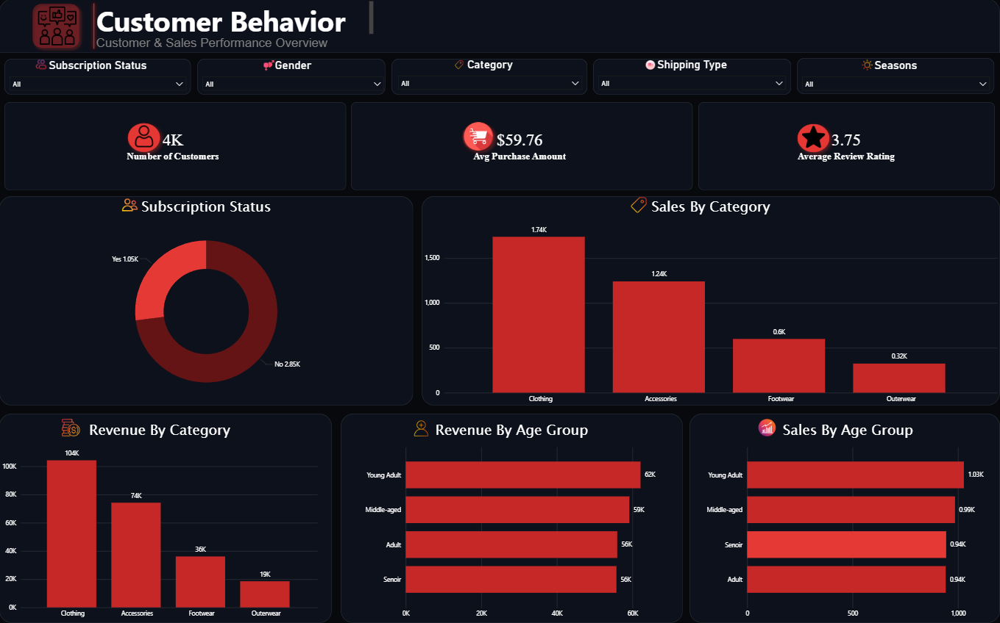 Customer Behavior
Customer & Sales Performance Overview
Subscription Status
All
Gender
All
Category
All
Shipping Type
All
Seasons
All
4K
Number of Customers
$59.76
Avg Purchase Amount
3.75
Average Review Rating
Subscription Status
Yes 1.05K
No 2.85K
Sales By Category
1,500
1,000
500
0
1.74K
1.24K
0.6K
0.32K
Clothing
Accessories
Footwear
Outerwear
Revenue By Category
100K
80K
60K
40K
20K
0K
104K
74K
36K
19K
Clothing
Accessories
Footwear
Outerwear
Revenue By Age Group
Young Adult 62K
Middle-aged 59K
Adult 56K
Senoir 56K
0K 20K 40K 60K
Sales By Age Group
Young Adult 1.03K
Middle-aged 0.99K
Senoir 0.94K
Adult 0.94K
0 500 1,000